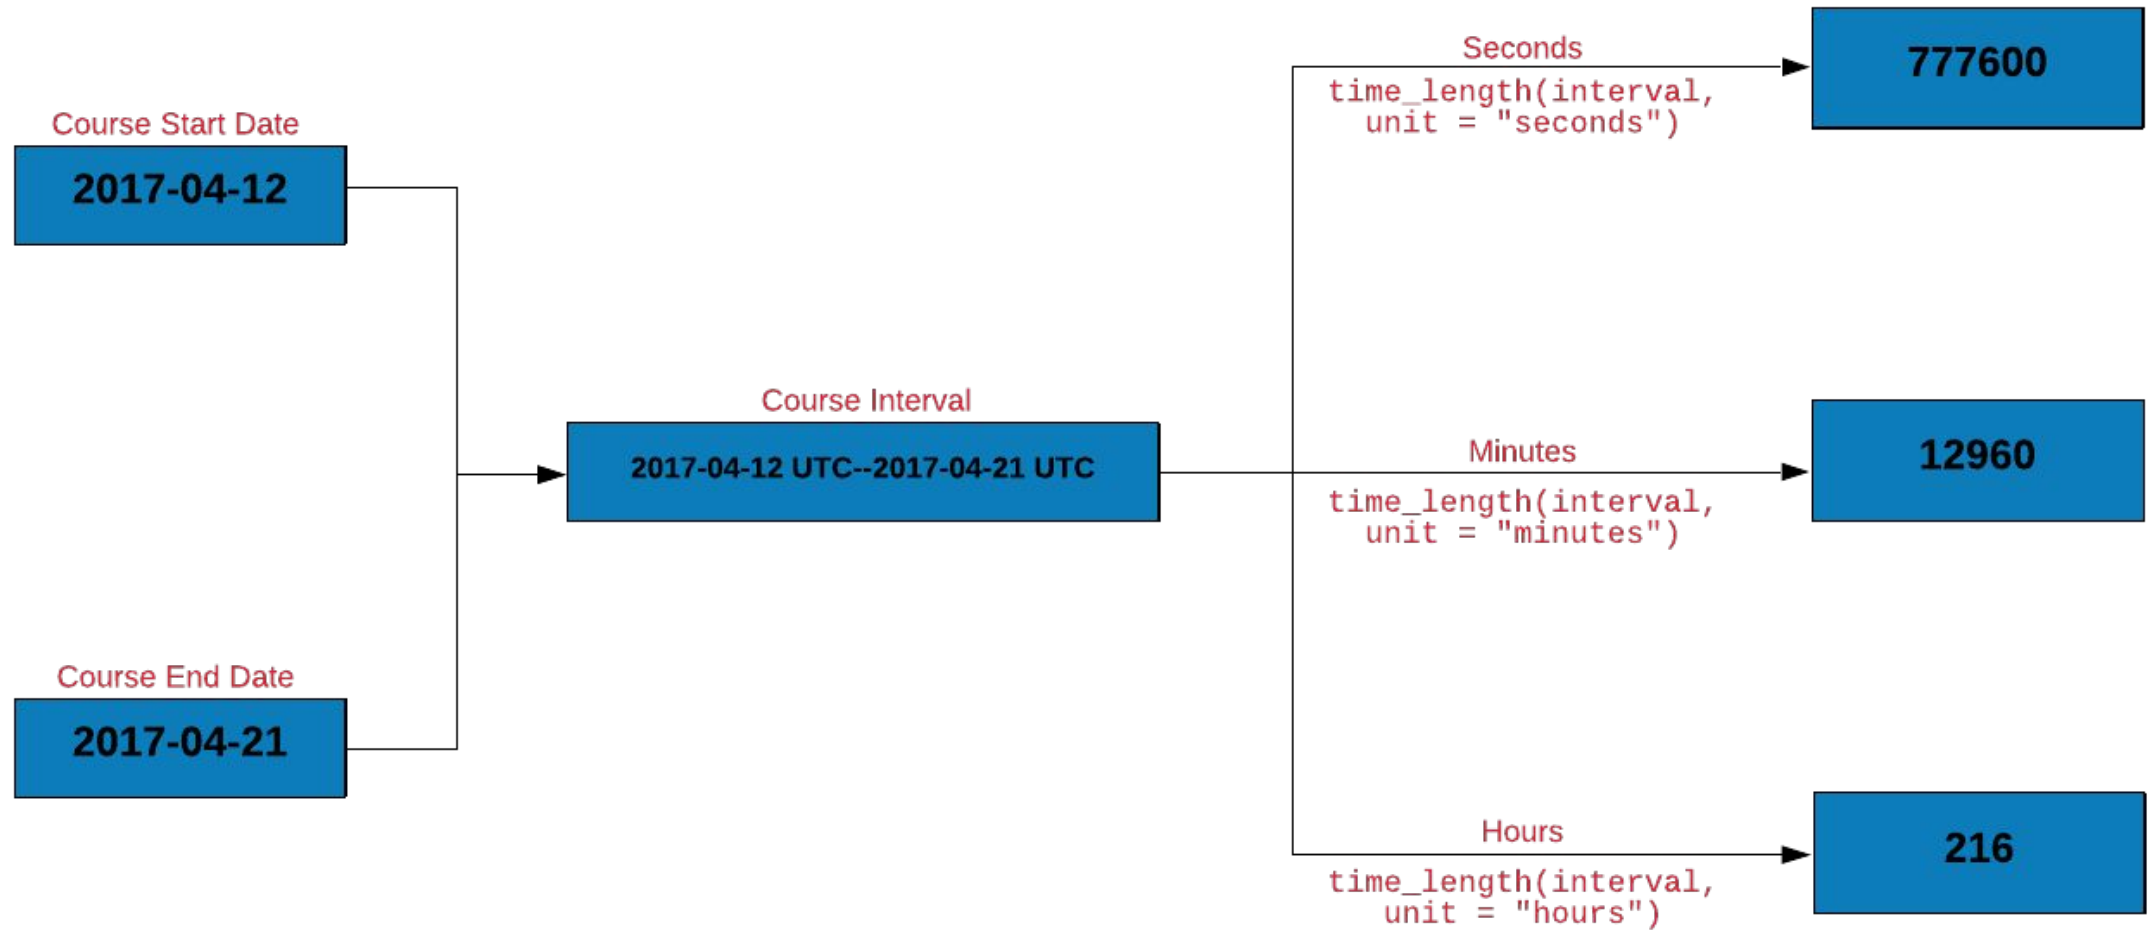 Course Start Date
2017-04-12
Course End Date
2017-04-21
Course Interval
2017-04-12 UTC--2017-04-21 UTC
Seconds
time_length(interval,
unit = "seconds")
777600
Minutes
time_length(interval,
unit = "minutes")
12960
Hours
time_length(interval,
unit = "hours")
216